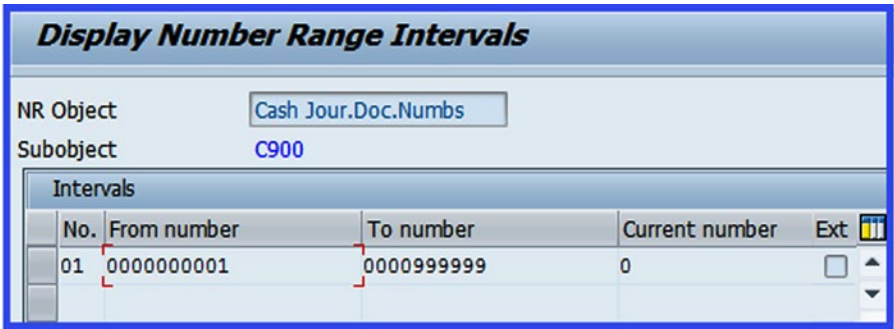 Display Number Range Intervals
NR Object Cash Jour.Doc.Numbs
Subobject C900
Intervals
No. From number To number Current number Ext
01 0000000001 0000999999 0